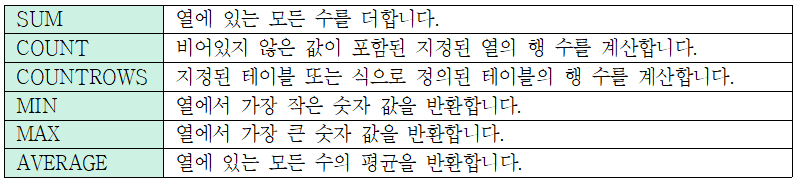 SUM 열에 있는 모든 수를 더합니다.
COUNT 비어있지 않은 값이 포함된 지정된 열의 행 수를 계산합니다.
COUNTROWS 지정된 테이블 또는 식으로 정의된 테이블의 행 수를 계산합니다.
MIN 열에서 가장 작은 숫자 값을 반환합니다.
MAX 열에서 가장 큰 숫자 값을 반환합니다.
AVERAGE 열에 있는 모든 수의 평균을 반환합니다.